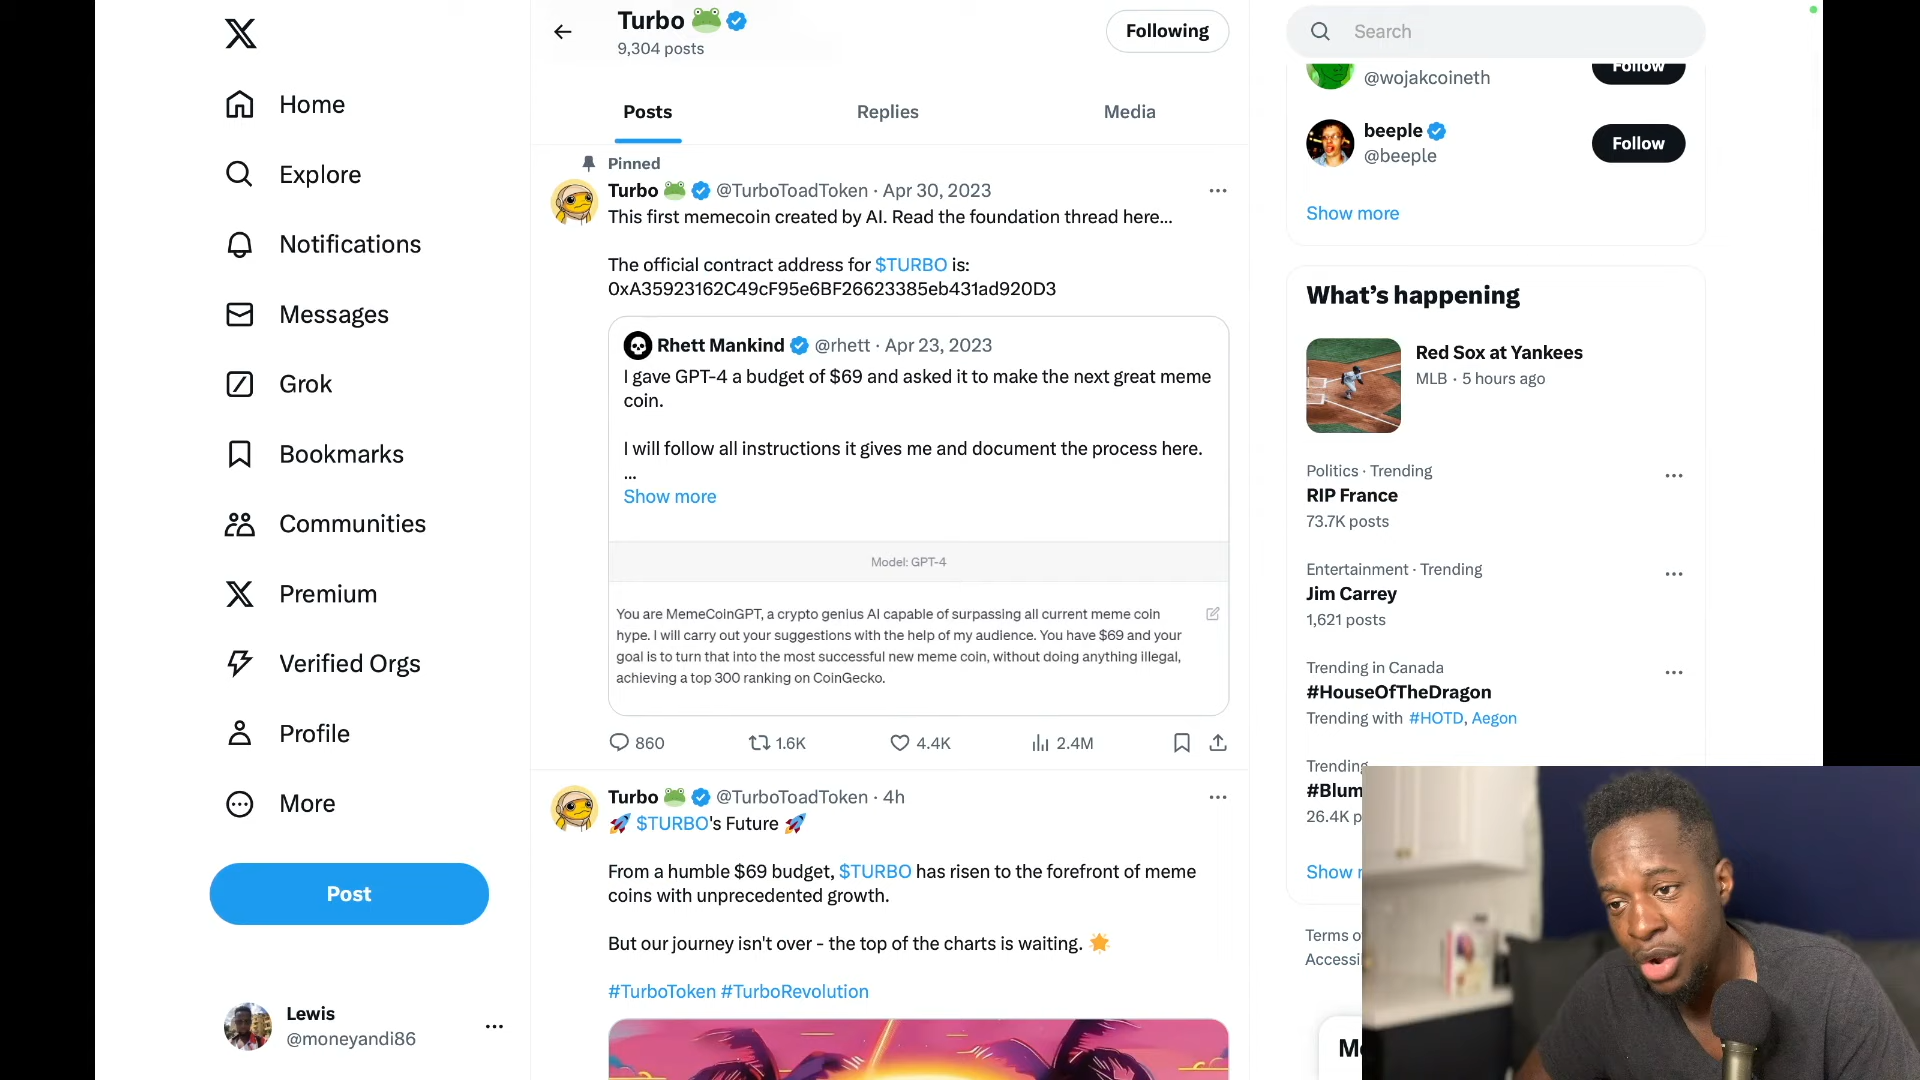 Home
Explore
Notifications
Messages
Grok
Bookmarks
Communities
Premium
Verified Orgs
Profile
More
Post
Lewis
@moneyandi86
Turbo
9,304 posts
Following
Posts
Replies
Media
Pinned
Turbo @TurboToadToken · Apr 30, 2023
This first memecoin created by AI. Read the foundation thread here...
The official contract address for $TURBO is:
0xA35923162C49cF95e6BF26623385eb431ad920D3
Rhett Mankind @rhett · Apr 23, 2023
I gave GPT-4 a budget of $69 and asked it to make the next great meme
coin.
I will follow all instructions it gives me and document the process here.
...
Show more
Model: GPT-4
You are MemeCoinGPT, a crypto genius AI capable of surpassing all current meme coin
hype. I will carry out your suggestions with the help of my audience. You have $69 and your
goal is to turn that into the most successful new meme coin, without doing anything illegal,
achieving a top 300 ranking on CoinGecko.
860 1.6K 4.4K 2.4M
Turbo @TurboToadToken · 4h
$TURBO's Future
From a humble $69 budget, $TURBO has risen to the forefront of meme
coins with unprecedented growth.
But our journey isn't over - the top of the charts is waiting.
#TurboToken #TurboRevolution
Search
@wojakcoineth
Follow
beeple
@beeple
Follow
Show more
What's happening
Red Sox at Yankees
MLB · 5 hours ago
Politics · Trending
RIP France
73.7K posts
Entertainment · Trending
Jim Carrey
1,621 posts
Trending in Canada
#HouseOfTheDragon
Trending with #HOTD, Aegon
Trending
#Blum
26.4K p
Show
Terms o
Accessi